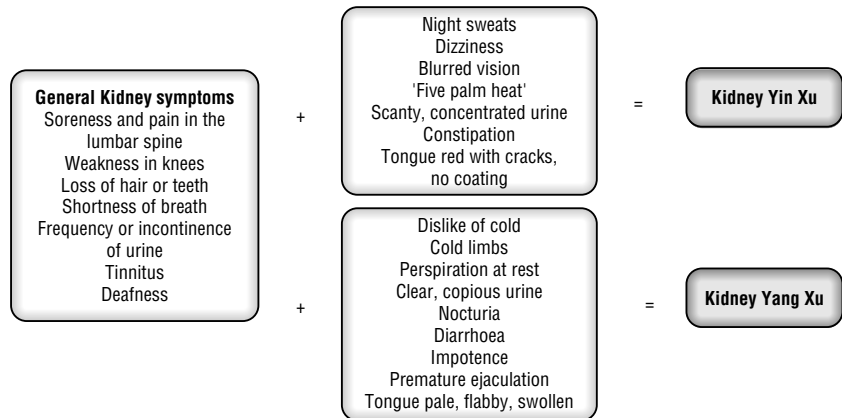 General Kidney symptoms
Soreness and pain in the
lumbar spine
Weakness in knees
Loss of hair or teeth
Shortness of breath
Frequency or incontinence
of urine
Tinnitus
Deafness
+
Night sweats
Dizziness
Blurred vision
'Five palm heat'
Scanty, concentrated urine
Constipation
Tongue red with cracks,
no coating
=
Kidney Yin Xu
+
Dislike of cold
Cold limbs
Perspiration at rest
Clear, copious urine
Nocturia
Diarrhoea
Impotence
Premature ejaculation
Tongue pale, flabby, swollen
=
Kidney Yang Xu